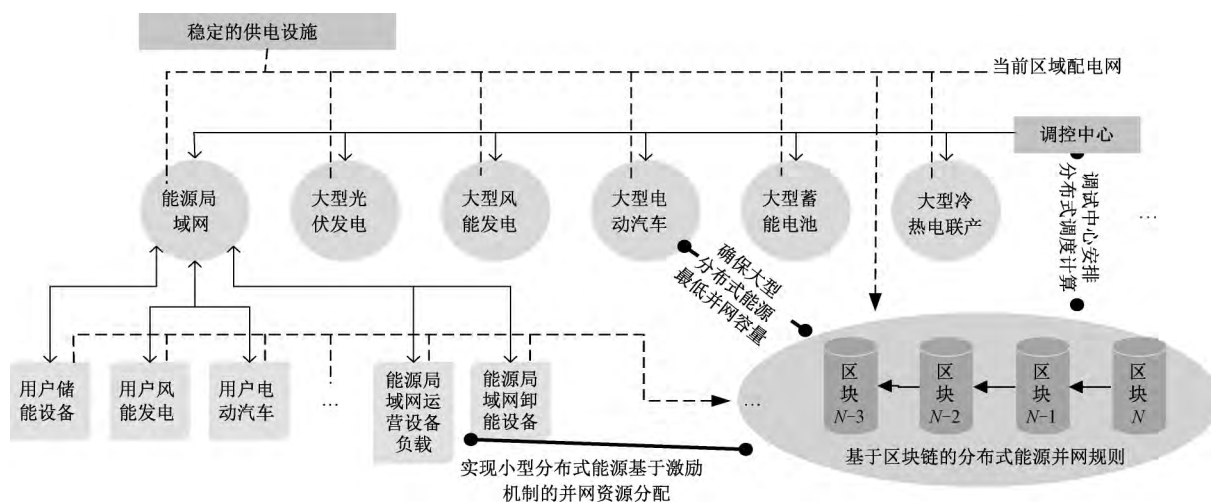 稳定的供电设施
当前区域配电网
调控中心
能源局
域网
大型光
伏发电
大型风
能发电
大型电
动汽车
大型蓄
能电池
大型冷
热电联产
…
调试中心安排
分布式调度计算
确保大型
分布式能源
最低并网容量
用户储
能设备
用户风
能发电
用户电
动汽车
…
能源局
域网运
营设备
负载
能源局
域网卸
能设备
…
区块
N-3
区块
N-2
区块
N-1
区块
N
基于区块链的分布式能源并网规则
实现小型分布式能源基于激励
机制的并网资源分配